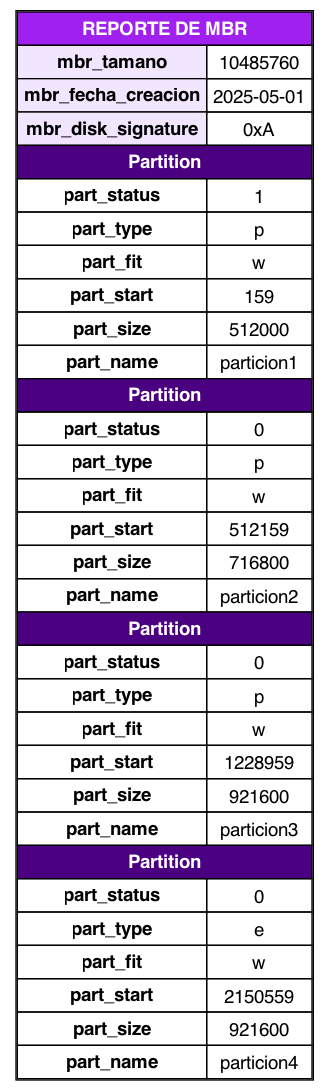 REPORTE DE MBR
mbr_tamano 10485760
mbr_fecha_creacion 2025-05-01
mbr_disk_signature 0xA
Partition
part_status 1
part_type p
part_fit w
part_start 159
part_size 512000
part_name particion1
Partition
part_status 0
part_type p
part_fit w
part_start 512159
part_size 716800
part_name particion2
Partition
part_status 0
part_type p
part_fit w
part_start 1228959
part_size 921600
part_name particion3
Partition
part_status 0
part_type e
part_fit w
part_start 2150559
part_size 921600
part_name particion4